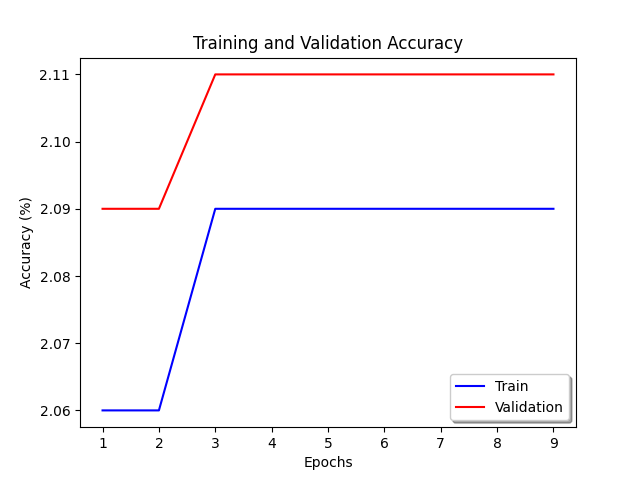 Training and Validation Accuracy
2.11
2.10
2.09
2.08
2.07
2.06
Accuracy (%)
Train
Validation
1 2 3 4 5 6 7 8 9
Epochs